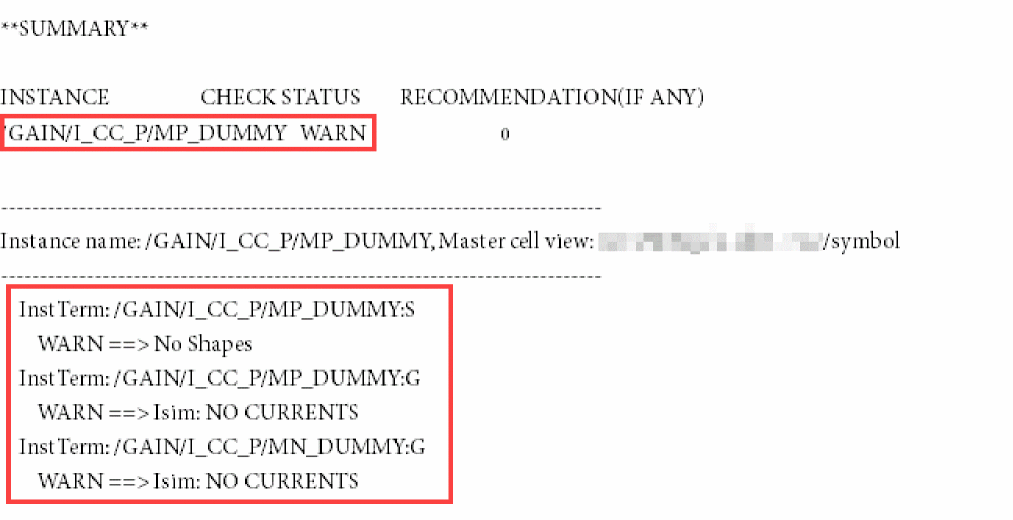 **SUMMARY**
INSTANCE CHECK STATUS RECOMMENDATION(IF ANY)
/GAIN/I_CC_P/MP_DUMMY WARN 0
--------------------------------------------------------------------------------
Instance name: /GAIN/I_CC_P/MP_DUMMY, Master cell view: /symbol
--------------------------------------------------------------------------------
InstTerm: /GAIN/I_CC_P/MP_DUMMY:S
WARN ==> No Shapes
InstTerm: /GAIN/I_CC_P/MP_DUMMY:G
WARN ==> Isim: NO CURRENTS
InstTerm: /GAIN/I_CC_P/MN_DUMMY:G
WARN ==> Isim: NO CURRENTS